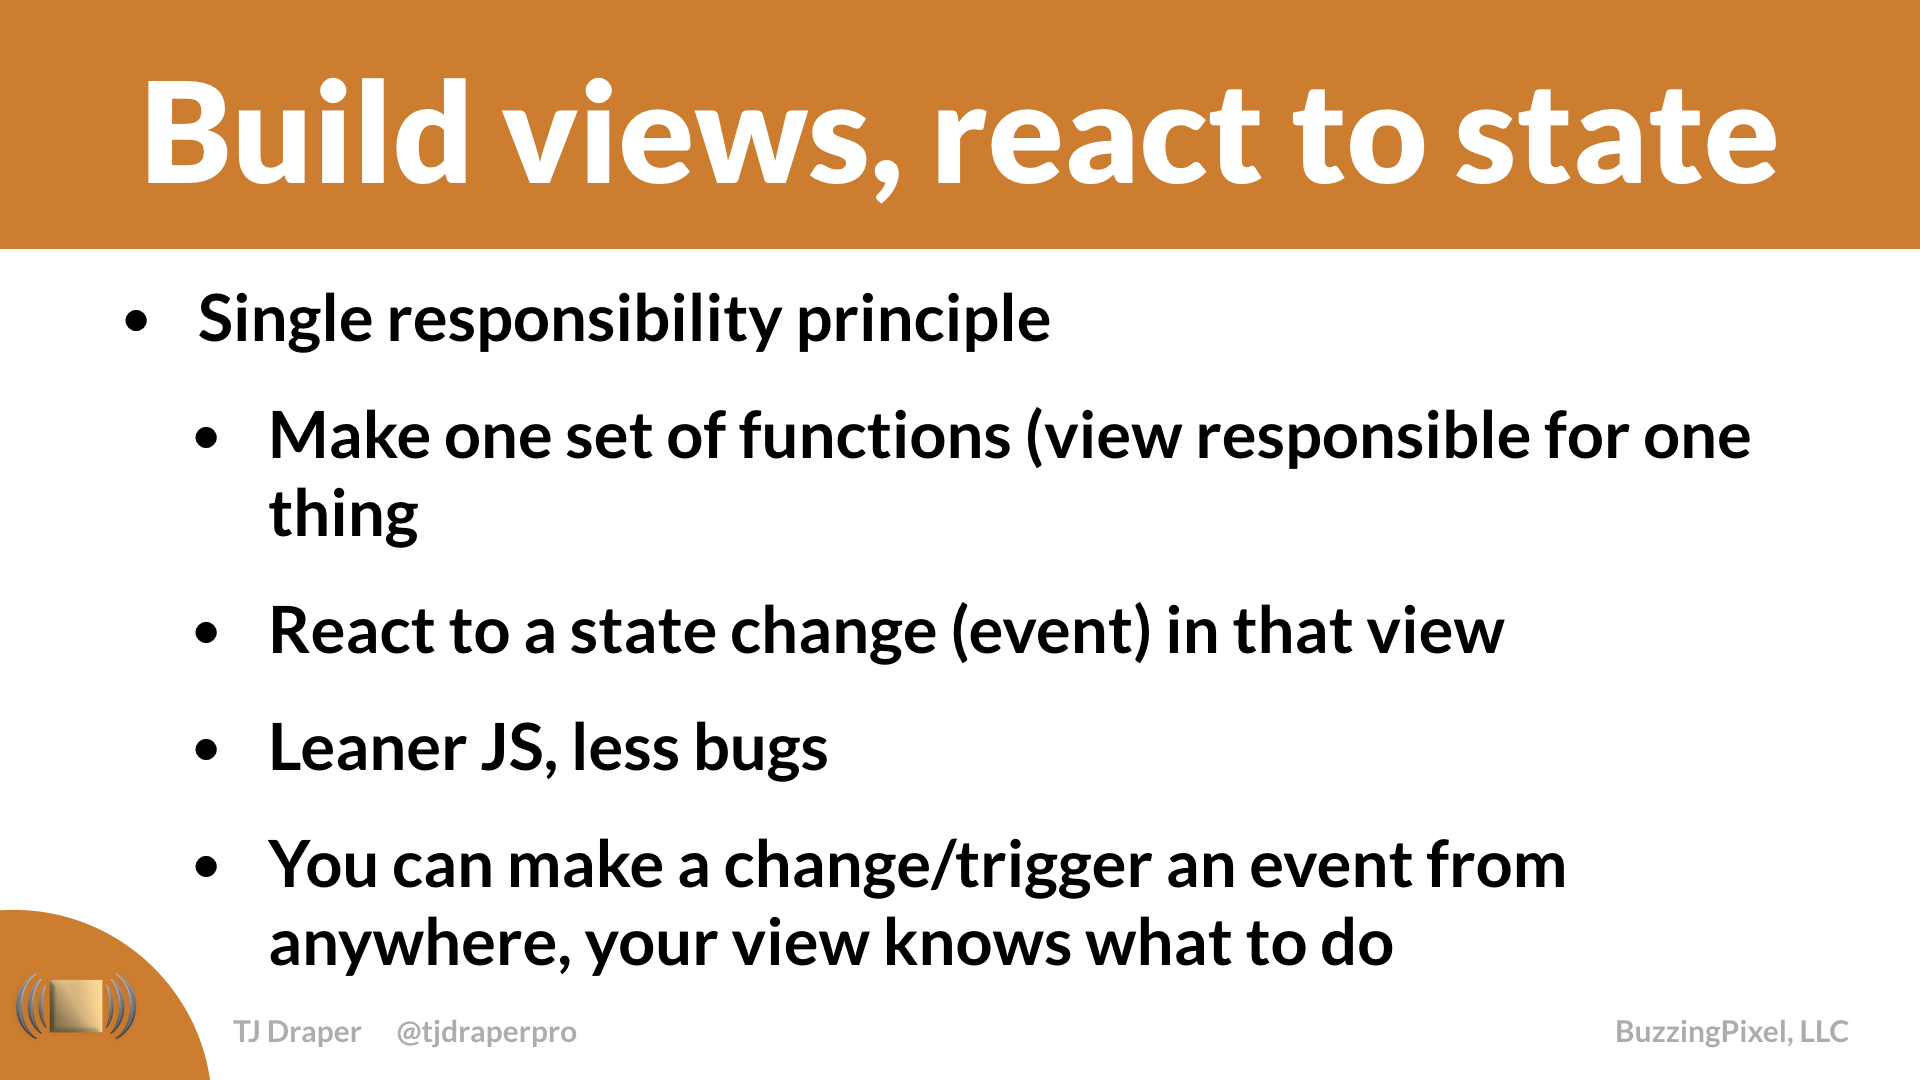 Build views, react to state
• Single responsibility principle
• Make one set of functions (view responsible for one
thing
• React to a state change (event) in that view
• Leaner JS, less bugs
• You can make a change/trigger an event from
anywhere, your view knows what to do
TJ Draper @tjdraperpro
BuzzingPixel, LLC